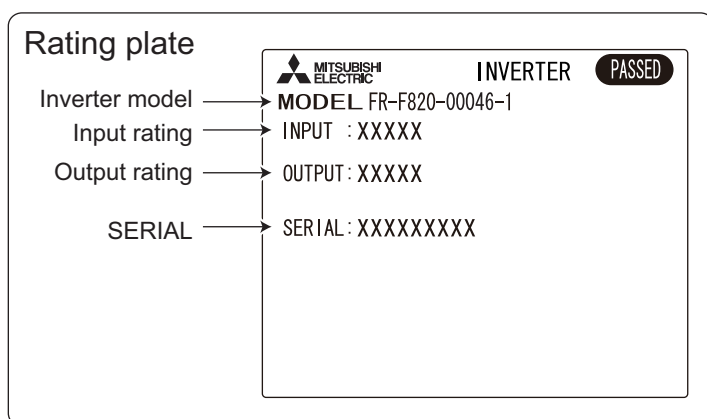 Rating plate
MITSUBISHI
ELECTRIC
INVERTER PASSED
Inverter model MODEL FR-F820-00046-1
Input rating INPUT : XXXXX
Output rating OUTPUT : XXXXX
SERIAL SERIAL : XXXXXXXXX